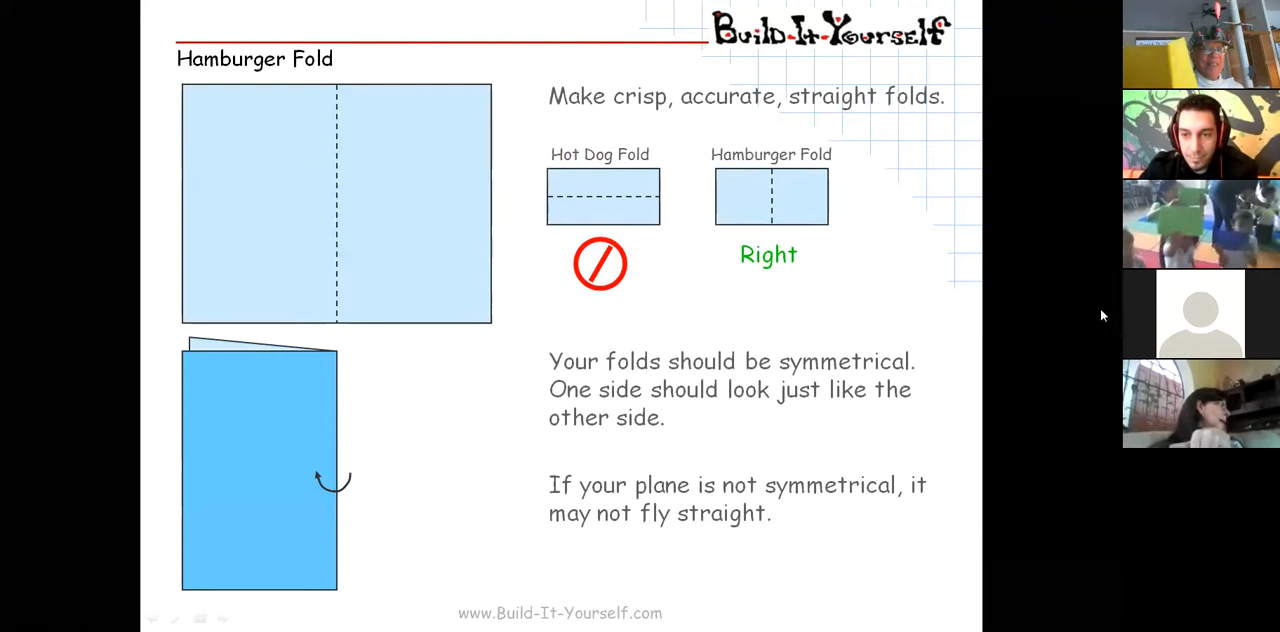 Build-It-Yourself
Hamburger Fold
Make crisp, accurate, straight folds.
Hot Dog Fold
Hamburger Fold
Right
Your folds should be symmetrical.
One side should look just like the
other side.
If your plane is not symmetrical, it
may not fly straight.
www.Build-It-Yourself.com